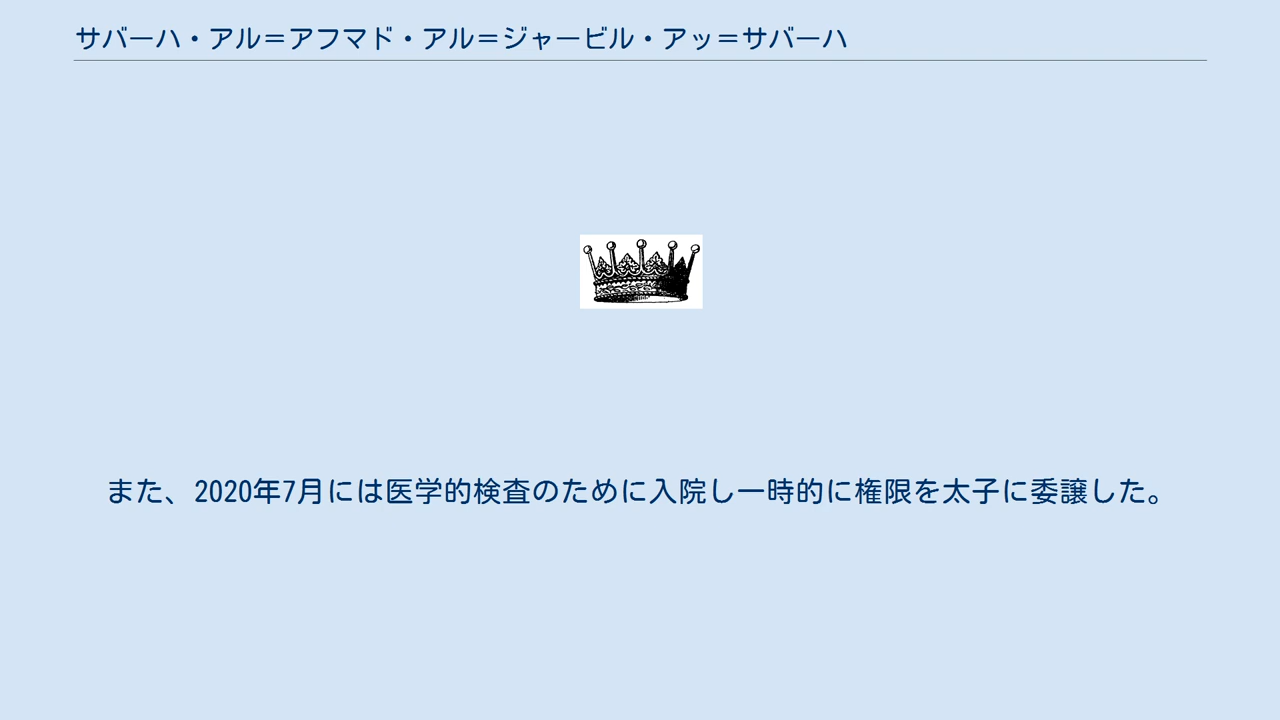 サバーハ・アル＝アフマド・アル＝ジャービル・アッ＝サバーハ
また、2020年7月には医学的検査のために入院し一時的に権限を太子に委譲した。